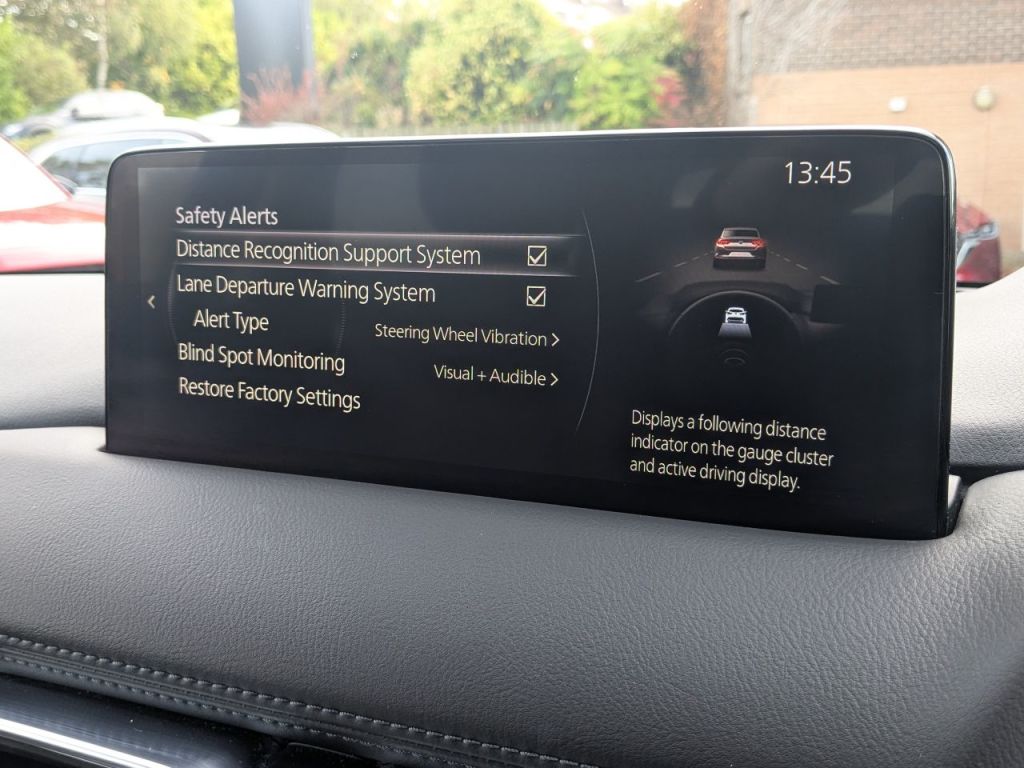 13:45
Safety Alerts
Distance Recognition Support System
Lane Departure Warning System
Alert Type Steering Wheel Vibration >
Blind Spot Monitoring Visual + Audible >
Restore Factory Settings
Displays a following distance
indicator on the gauge cluster
and active driving display.